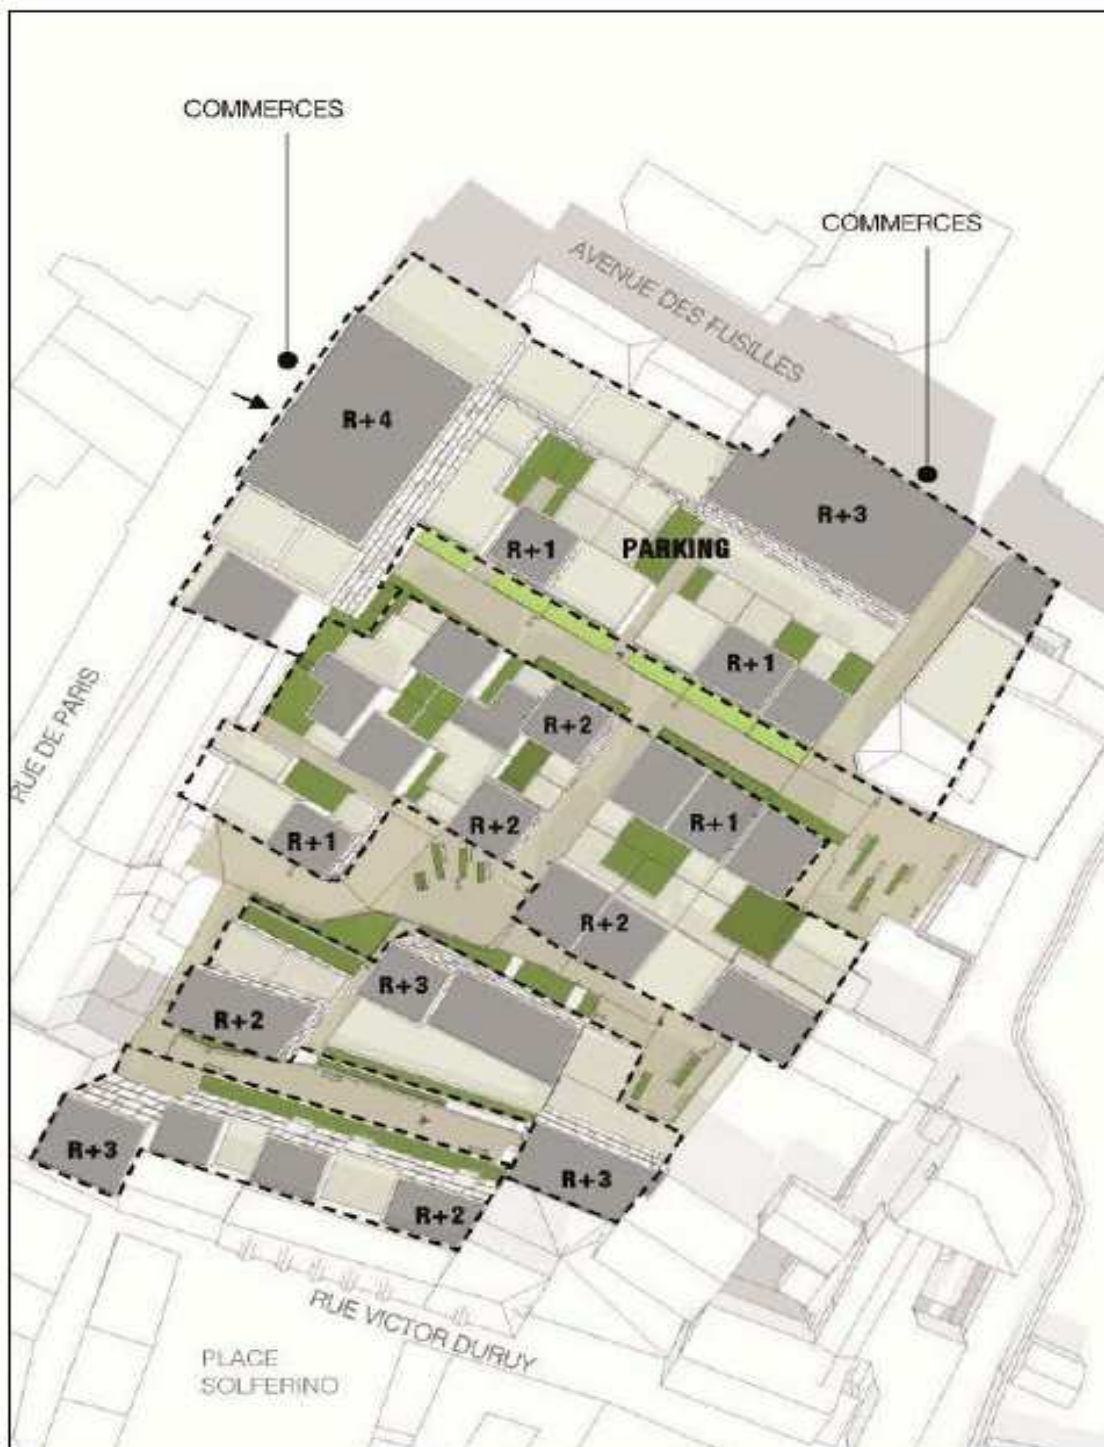 COMMERCES
COMMERCES
AVENUE DES FUSILLES
R+4
R+3
R+1
PARKING
R+1
RUE DE PARIS
R+2
R+2
R+1
R+1
R+2
R+3
R+2
R+3
R+3
R+2
RUE VICTOR DURUY
PLACE
SOLFERINO